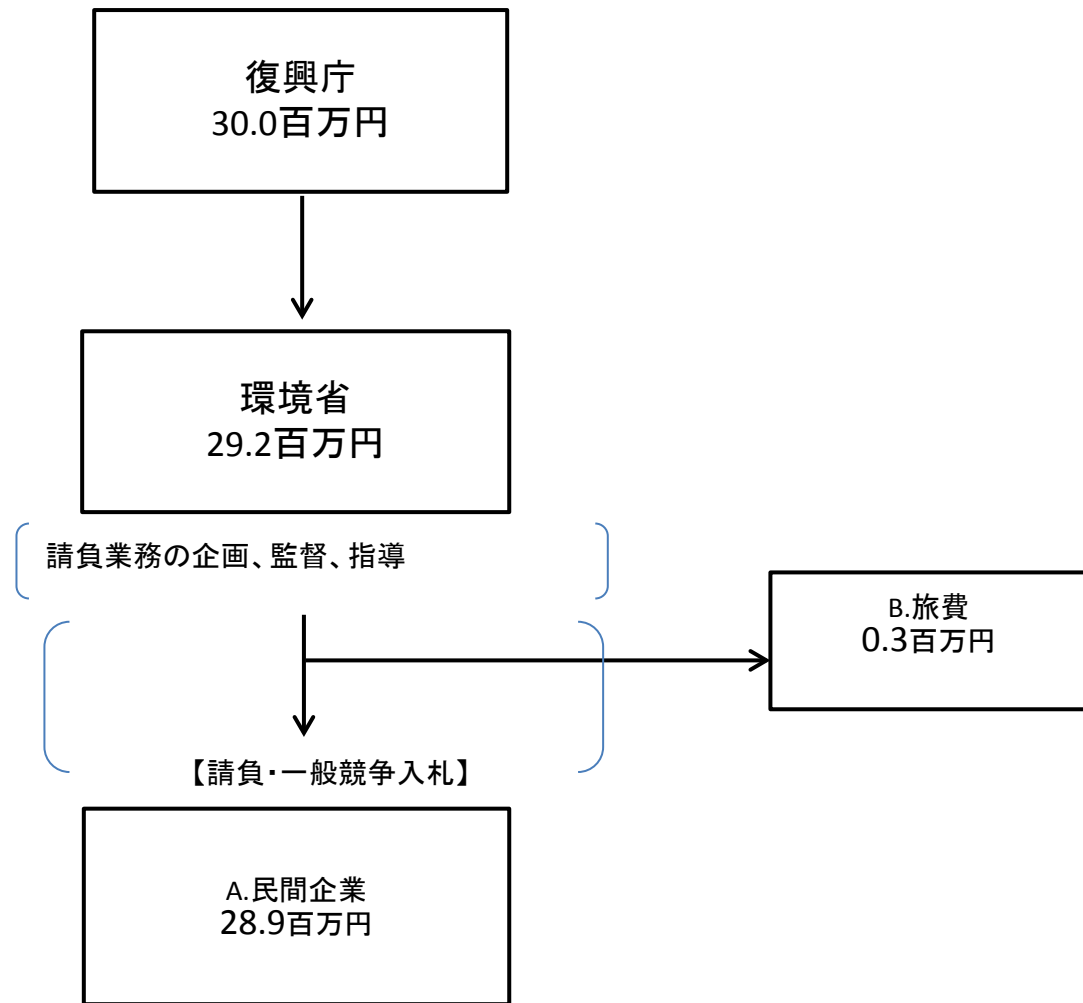 復興庁
30.0百万円
環境省
29.2百万円
請負業務の企画、監督、指導
B.旅費
0.3百万円
【請負・一般競争入札】
A.民間企業
28.9百万円